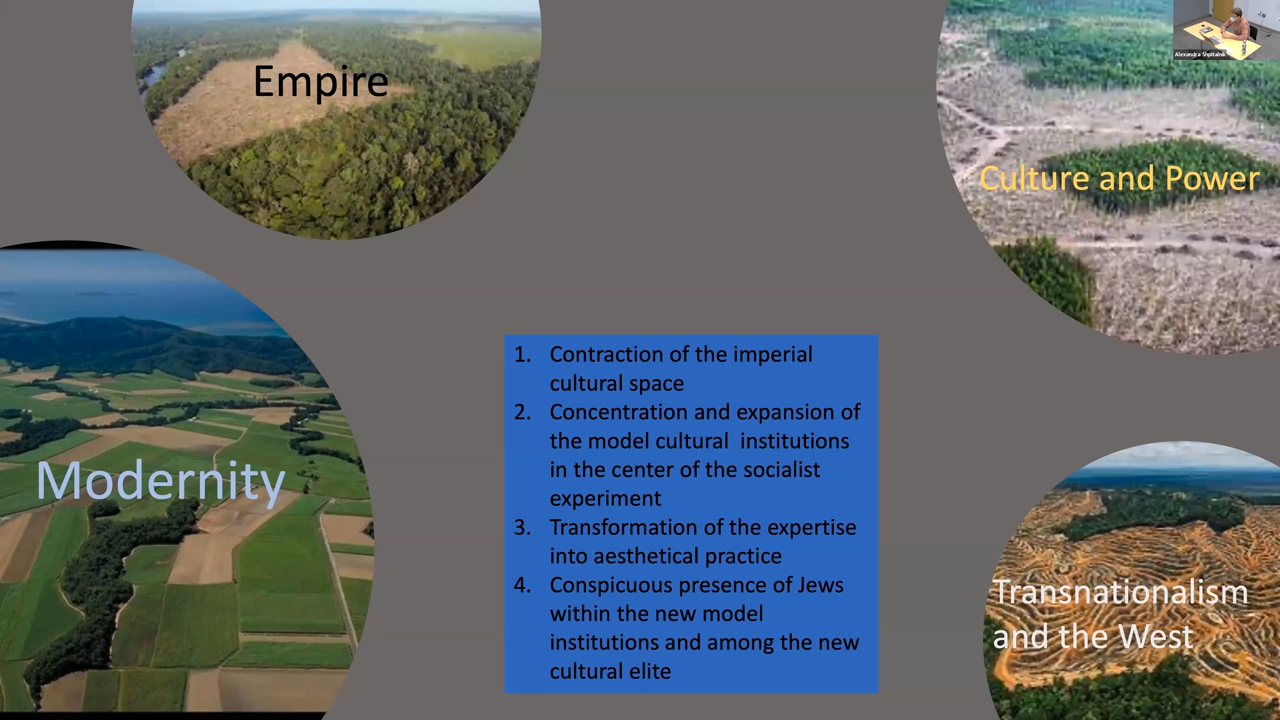 Empire
Alexandra Shpitalnik
Culture and Power
Modernity
1. Contraction of the imperial
cultural space
2. Concentration and expansion of
the model cultural institutions
in the center of the socialist
experiment
3. Transformation of the expertise
into aesthetical practice
4. Conspicuous presence of Jews
within the new model
institutions and among the new
cultural elite
Transnationalism
and the West